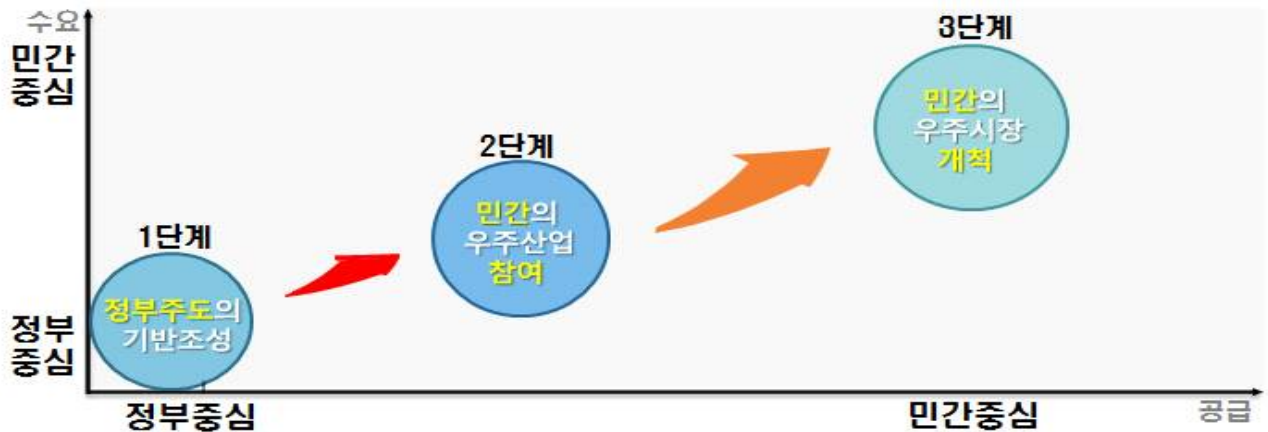 수요
민간
중심
3단계
민간의
우주시장
개척
2단계
민간의
우주산업
참여
1단계
정부주도의
기반조성
정부
중심
정부중심
민간중심
공급